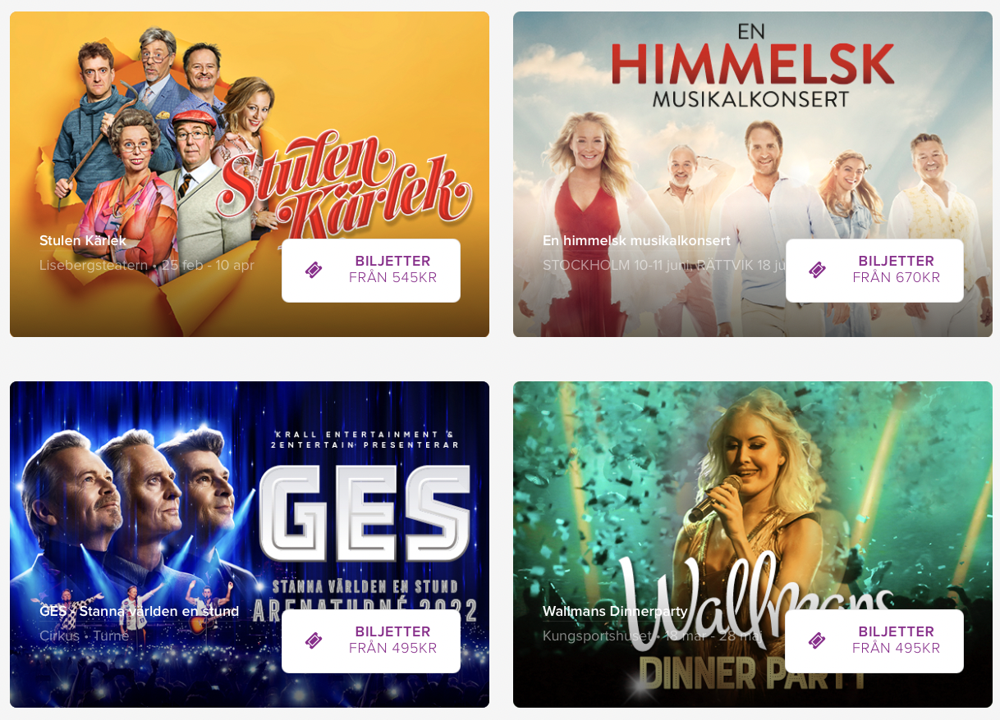 Stulen
Kärlek
Stulen Kärlek
Lisebergsteatern • 25 feb - 10 apr
BILJETTER
FRÅN 545KR
EN
HIMMELSK
MUSIKALKONSERT
En himmelsk musikalkonsert
STOCKHOLM 10-11 juni, RÄTTVIK 18 ju
BILJETTER
FRÅN 670KR
KRALL ENTERTAINMENT &
2ENTERTAIN PRESENTERAR
GES
STANNA VÄRLDEN EN STUND
ARENATURNÉ 2022
GES - Stanna världen en stund
Cirkus • Turné
BILJETTER
FRÅN 495KR
Wallmans
DINNER PARTY
Wallmans Dinnerparty
Kungsportshuset • 18 mar - 28 maj
BILJETTER
FRÅN 495KR